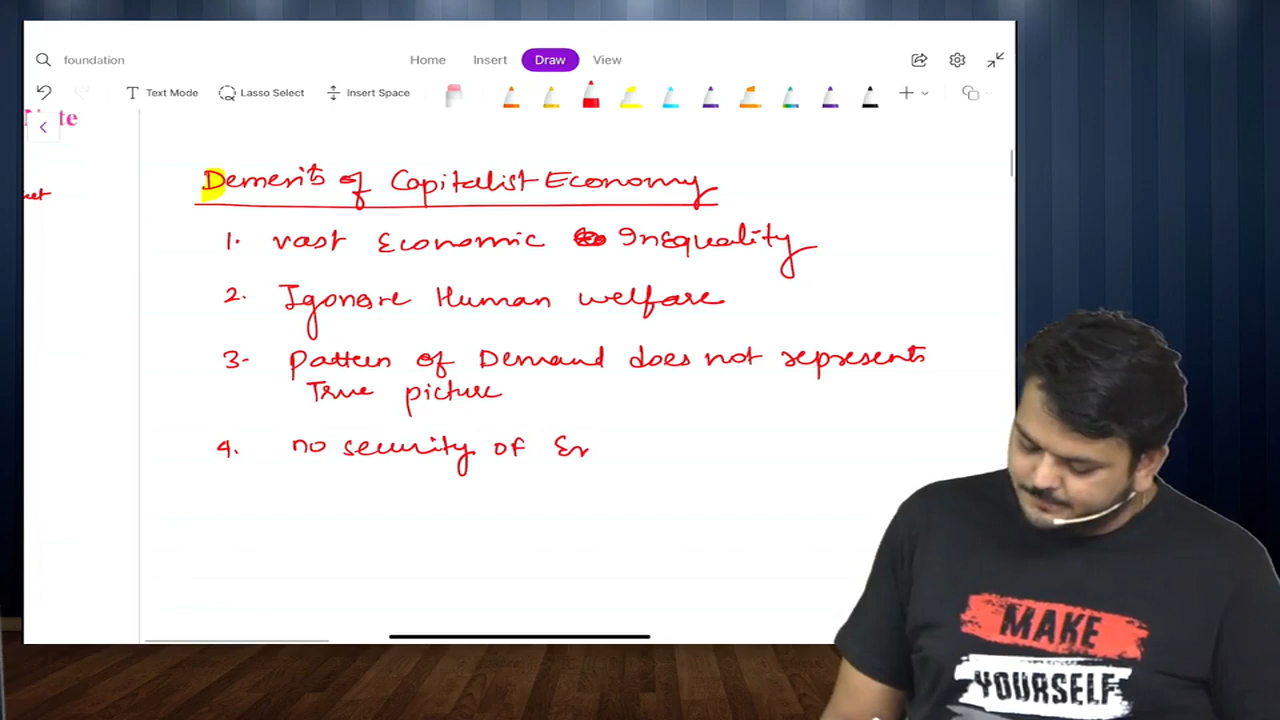 foundation
Home Insert Draw View
Text Mode Lasso Select Insert Space
Demerits of Capitalist Economy
1. vast Economic Inequality
2. Igonare Human welfare
3- pattern of Demand does not represents
True picture
4. no security of
MAKE
YOURSELF